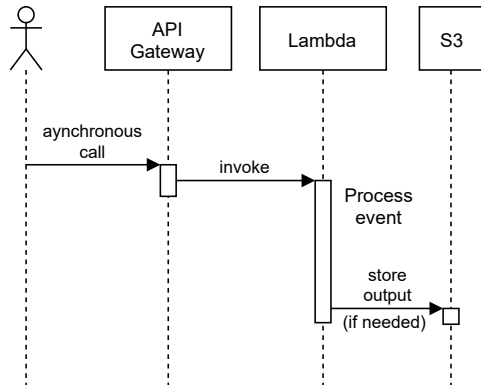 API
Gateway
Lambda
S3
aynchronous
call
invoke
Process
event
store
output
(if needed)